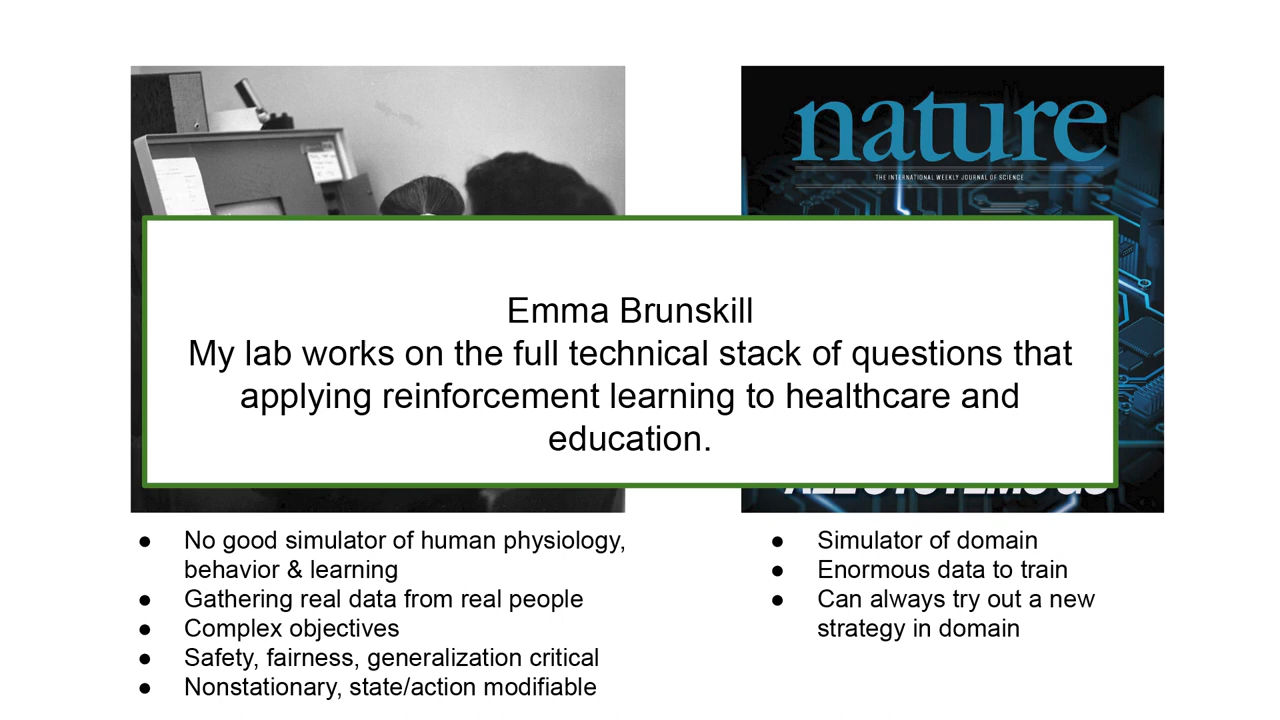 nature
THE INTERNATIONAL WEEKLY JOURNAL OF SCIENCE
Emma Brunskill
My lab works on the full technical stack of questions that
applying reinforcement learning to healthcare and
education.
● No good simulator of human physiology,
behavior & learning
● Gathering real data from real people
● Complex objectives
● Safety, fairness, generalization critical
● Nonstationary, state/action modifiable
● Simulator of domain
● Enormous data to train
● Can always try out a new
strategy in domain